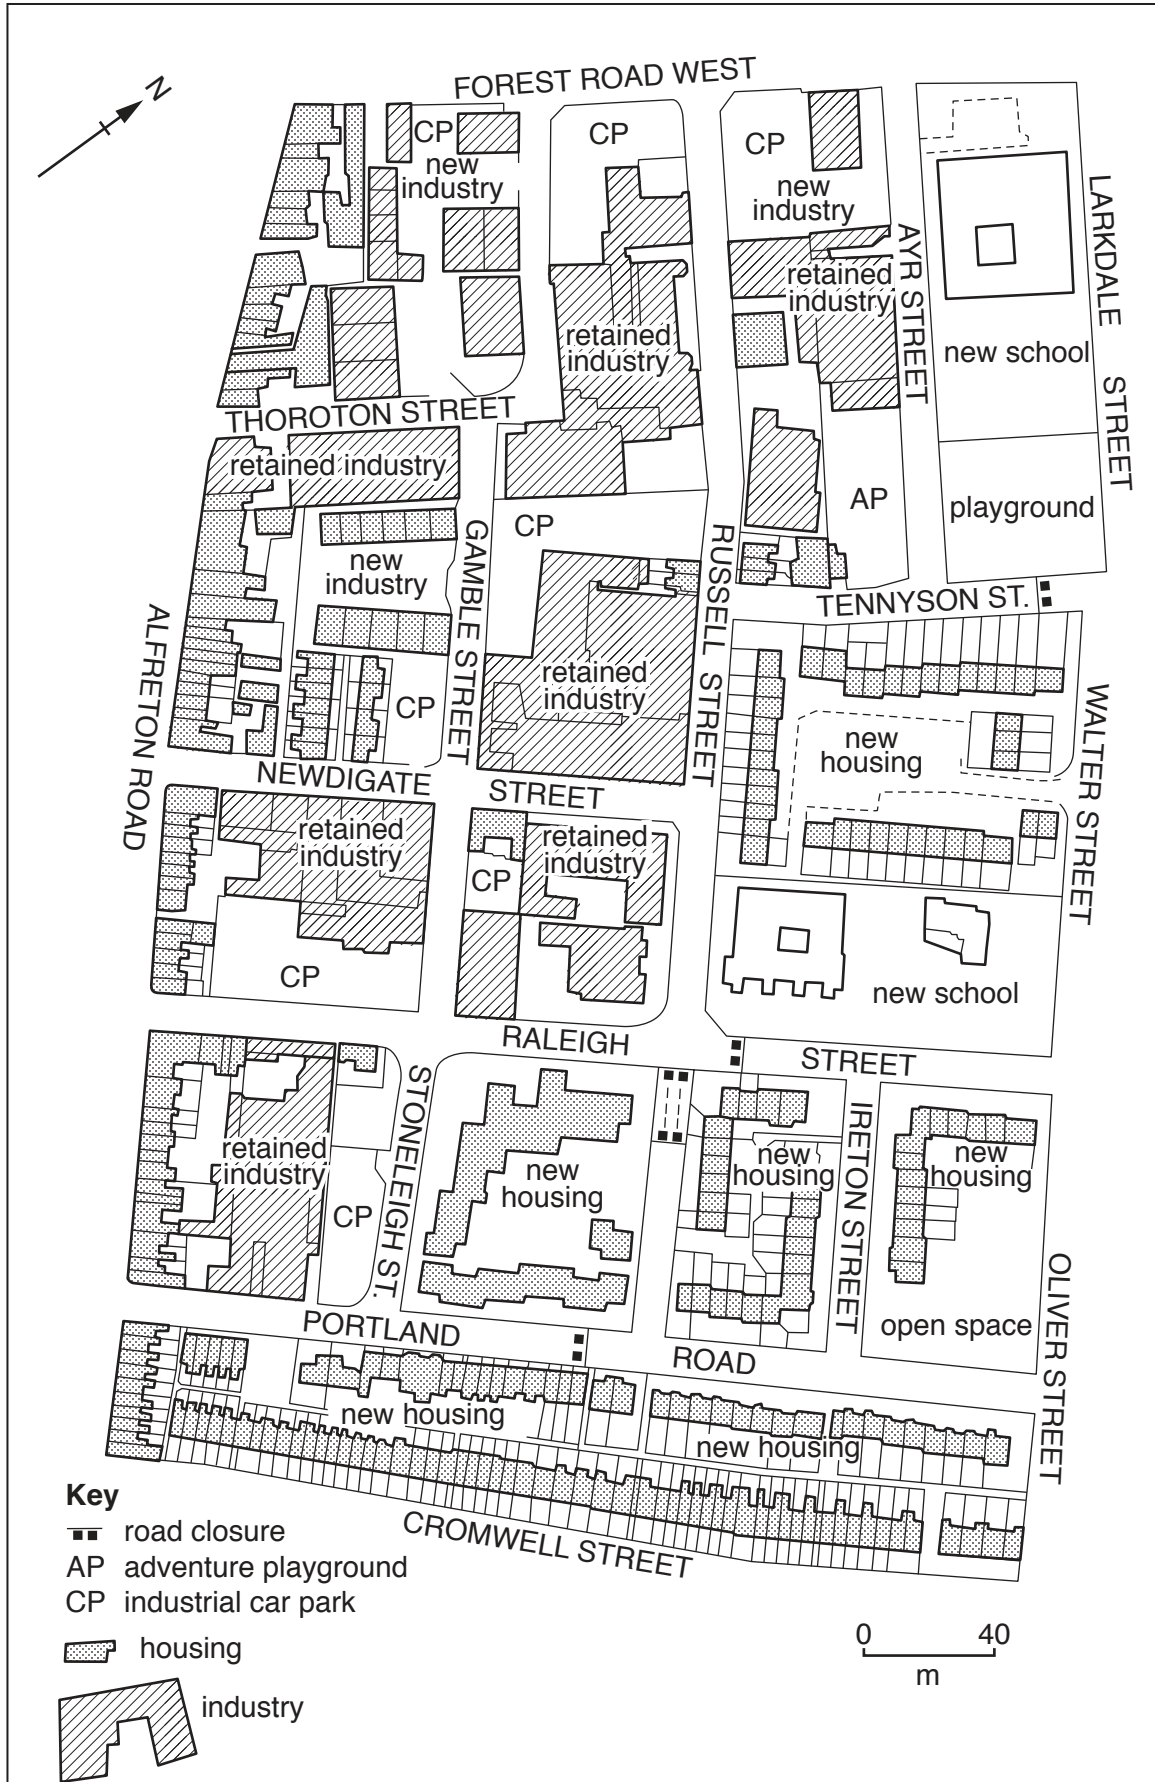 N
FOREST ROAD WEST
CP
new
industry
CP
CP
new
industry
LARKDALE STREET
AYR STREET
retained
industry
retained
industry
new school
THOROTON STREET
retained industry
CP
AP
playground
GAMBLE STREET
RUSSELL STREET
new
industry
TENNYSON ST.
ALFRETON ROAD
retained
industry
CP
WALTER STREET
new
housing
NEWDIGATE STREET
retained
industry
retained
industry
CP
CP
new school
RALEIGH STREET
STONELEIGH ST.
IRETON STREET
retained
industry
new
housing
new
housing
new
housing
CP
OLIVER STREET
open space
PORTLAND ROAD
new housing
new housing
CROMWELL STREET
Key
road closure
AP adventure playground
CP industrial car park
housing
industry
0 40
m